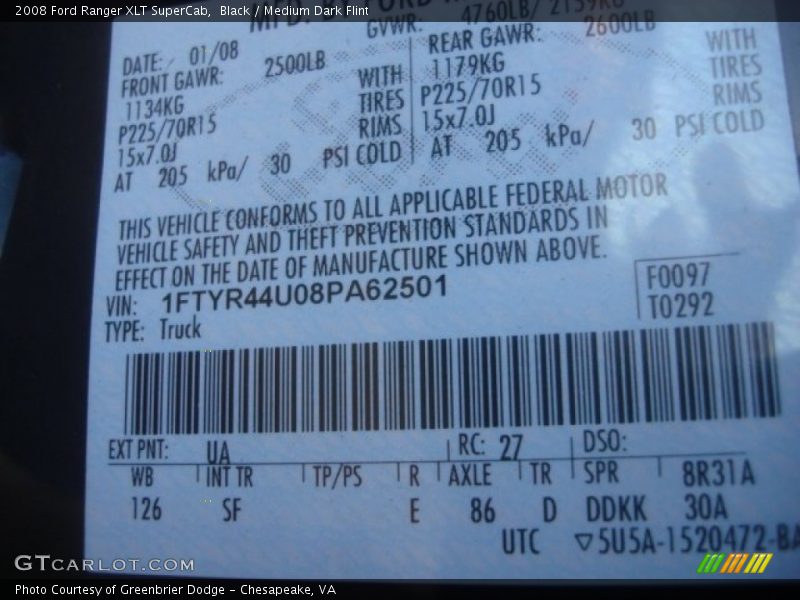 2008 Ford Ranger XLT SuperCab, Black / Medium Dark Flint
GVWR: 4760LB/ 2159KG
DATE: 01/08
FRONT GAWR: 2500LB
1134KG WITH
P225/70R15 TIRES
15x7.0J RIMS
AT 205 kPa/ 30 PSI COLD
REAR GAWR: 2600LB
1179KG WITH
P225/70R15 TIRES
15x7.0J RIMS
AT 205 kPa/ 30 PSI COLD
THIS VEHICLE CONFORMS TO ALL APPLICABLE FEDERAL MOTOR
VEHICLE SAFETY AND THEFT PREVENTION STANDARDS IN
EFFECT ON THE DATE OF MANUFACTURE SHOWN ABOVE.
VIN: 1FTYR44U08PA62501
TYPE: Truck
F0097
T0292
EXT PNT: UA RC: 27 DSO:
WB INT TR TP/PS R AXLE TR SPR 8R31A
126 SF E 86 D DDKK 30A
UTC ▽5U5A-1520472-BA
GTCARLOT.COM
Photo Courtesy of Greenbrier Dodge – Chesapeake, VA